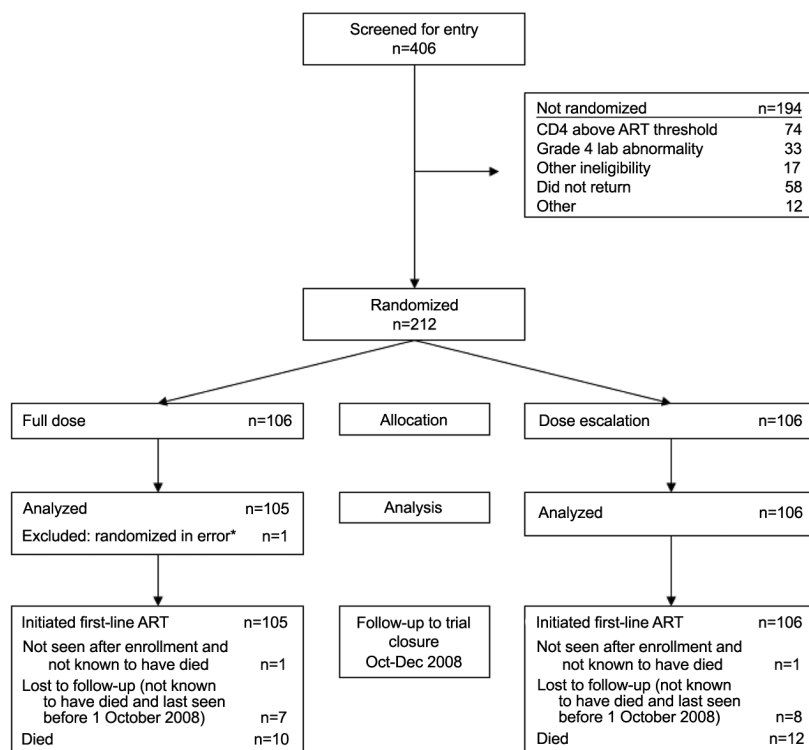 Screened for entry
n=406
Not randomized n=194
CD4 above ART threshold 74
Grade 4 lab abnormality 33
Other ineligibility 17
Did not return 58
Other 12
Randomized
n=212
Full dose n=106
Allocation
Dose escalation n=106
Analyzed n=105
Excluded: randomized in error* n=1
Analysis
Analyzed n=106
Initiated first-line ART n=105
Not seen after enrollment and
not known to have died n=1
Lost to follow-up (not known
to have died and last seen
before 1 October 2008) n=7
Died n=10
Follow-up to trial
closure
Oct-Dec 2008
Initiated first-line ART n=106
Not seen after enrollment and
not known to have died n=1
Lost to follow-up (not known
to have died and last seen
before 1 October 2008) n=8
Died n=12